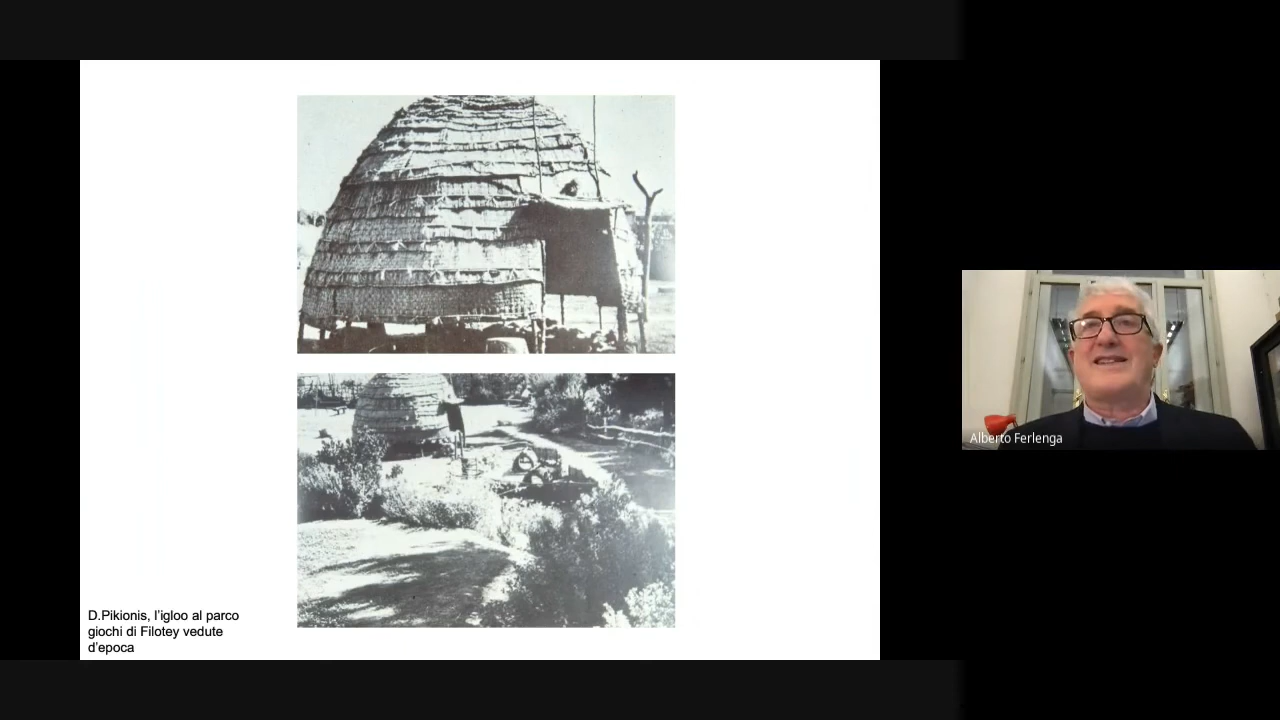 D.Pikionis, l'igloo al parco
giochi di Filotey vedute
d'epoca
Alberto Ferlenga